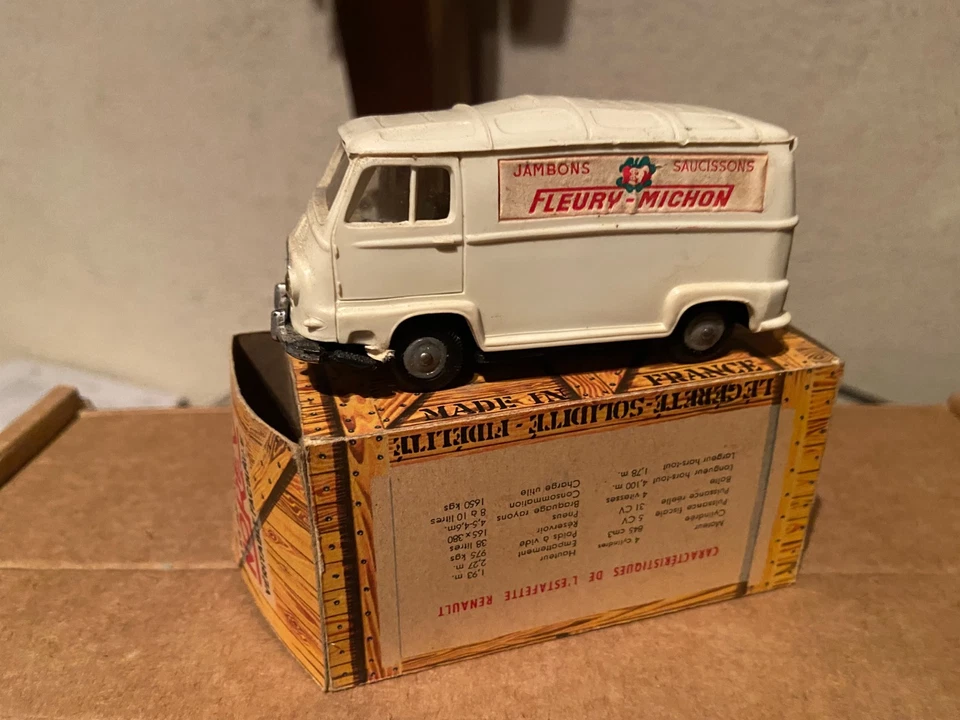 JAMBONS SAUCISSONS
FLEURY-MICHON
MADE IN FRANCE
LÉGÈRETÉ-SOLIDITÉ - FIDÉLITÉ
CARACTÉRISTIQUES DE L'ESTAFETTE RENAULT
Moteur 4 cylindres
Cylindrée 845 cm3
Puissance fiscale 5 CV
Puissance réelle 31 CV
Boîte 4 vitesses
Longueur hors-tout 4,100 m.
Largeur hors-tout 1,78 m.
Hauteur 1,93 m.
Empattement 2,27 m.
Poids à vide 975 kgs
Réservoir 38 litres
Pneus 165 x 380
Braquage rayons 4,5-4,6m.
Consommation 8 à 10 litres
Charge utile 1650 kgs